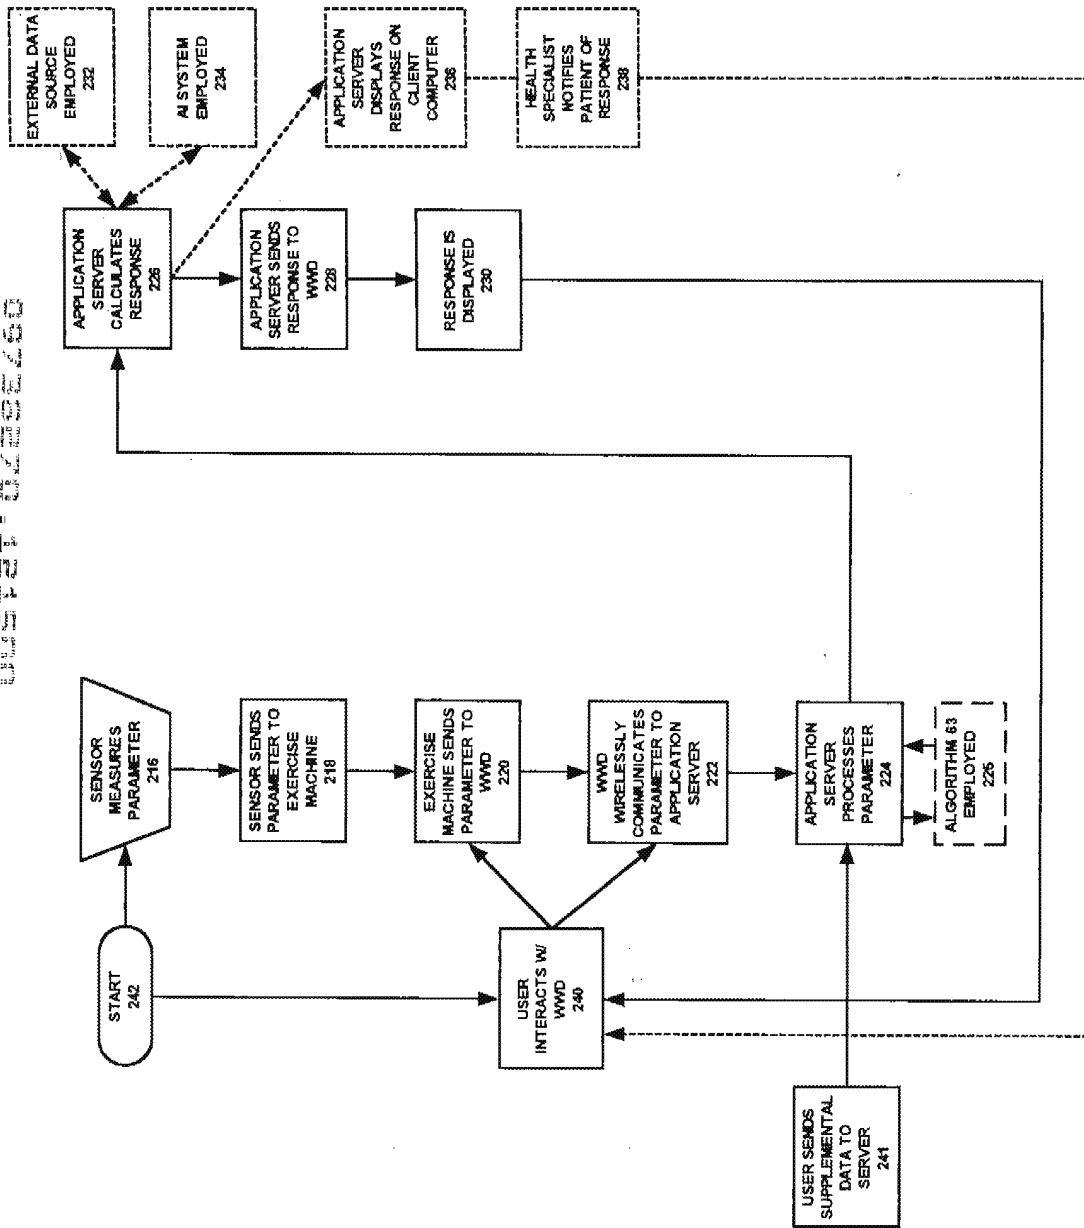 START
242
SENSOR
MEASURES
PARAMETER
216
SENSOR SENDS
PARAMETER TO
EXERCISE
MACHINE
218
EXERCISE
MACHINE SENDS
PARAMETER TO
WWD
220
WWD
WIRELESSLY
COMMUNICATES
PARAMETER TO
APPLICATION
SERVER
222
USER
INTERACTS W/
WWD
240
USER SENDS
SUPPLEMENTAL
DATA TO
SERVER
241
APPLICATION
SERVER
PROCESSES
PARAMETER
224
ALGORITHM 63
EMPLOYED
225
APPLICATION
SERVER
CALCULATES
RESPONSE
226
APPLICATION
SERVER SENDS
RESPONSE TO
WWD
228
RESPONSE IS
DISPLAYED
230
EXTERNAL DATA
SOURCE
EMPLOYED
232
AI SYSTEM
EMPLOYED
234
APPLICATION
SERVER
DISPLAYS
RESPONSE ON
CLIENT
COMPUTER
236
HEALTH
SPECIALIST
NOTIFIES
PATIENT OF
RESPONSE
238